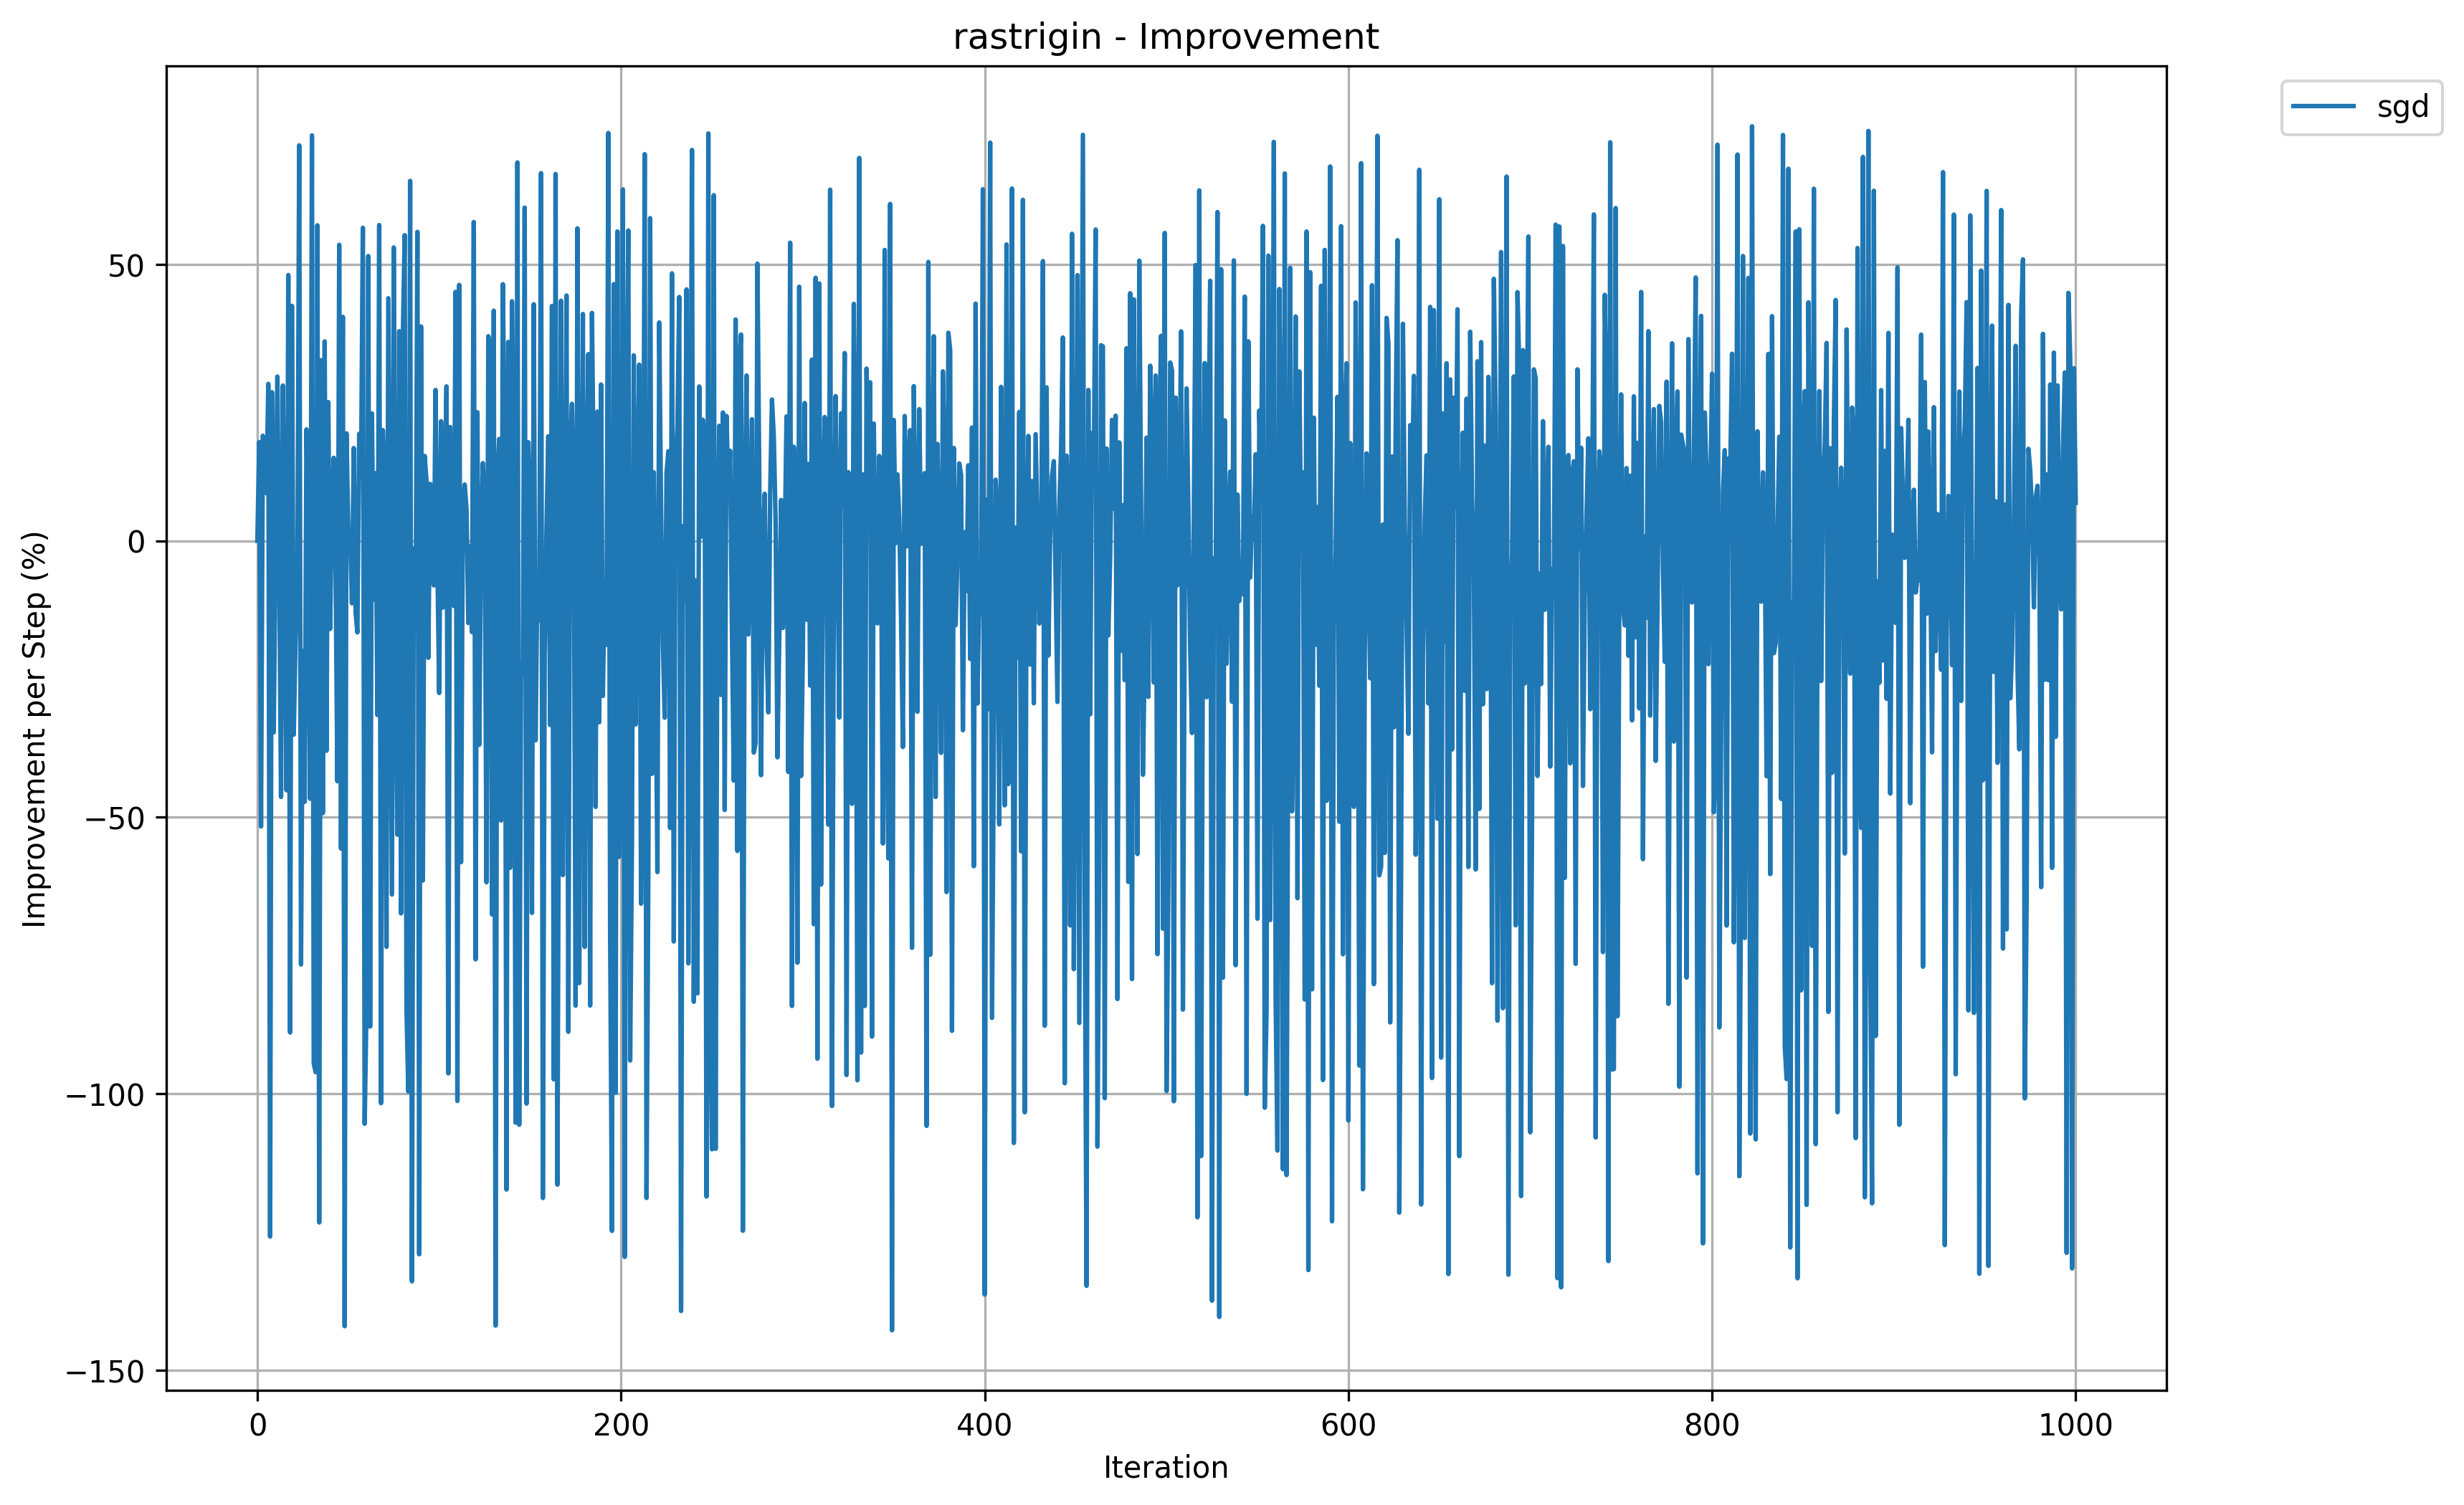 rastrigin - Improvement
sgd
Improvement per Step (%)
50
0
−50
−100
−150
0 200 400 600 800 1000
Iteration